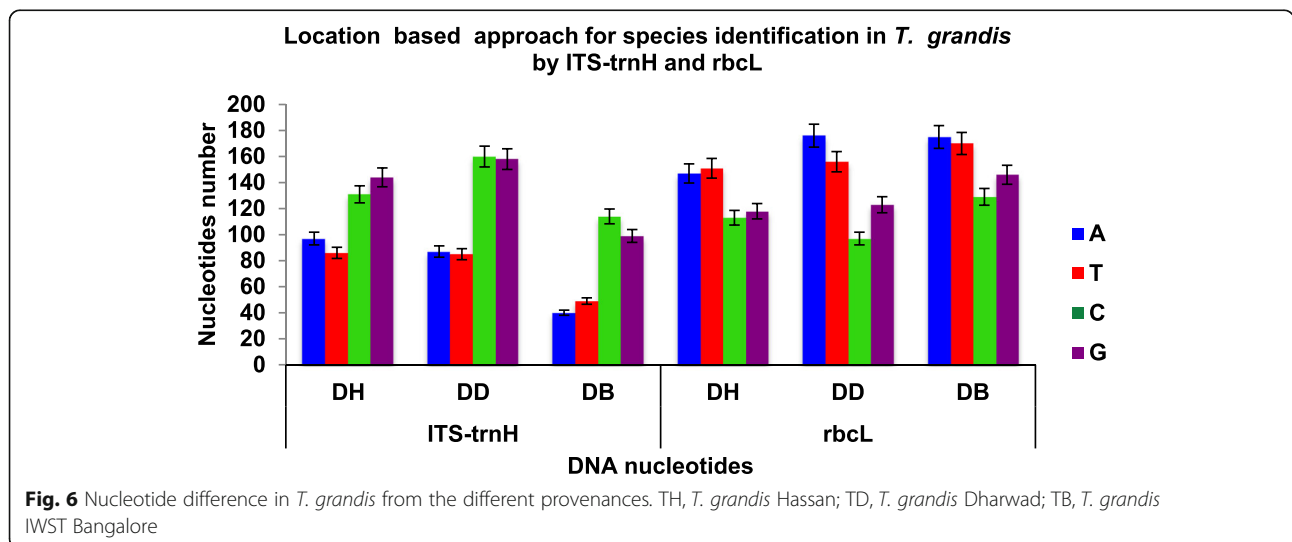 Location based approach for species identification in T. grandis
by ITS-trnH and rbcL
Nucleotides number
200
180
160
140
120
100
80
60
40
20
0
DH DD DB DH DD DB
ITS-trnH rbcL
DNA nucleotides
A
T
C
G
Fig. 6 Nucleotide difference in T. grandis from the different provenances. TH, T. grandis Hassan; TD, T. grandis Dharwad; TB, T. grandis
IWST Bangalore